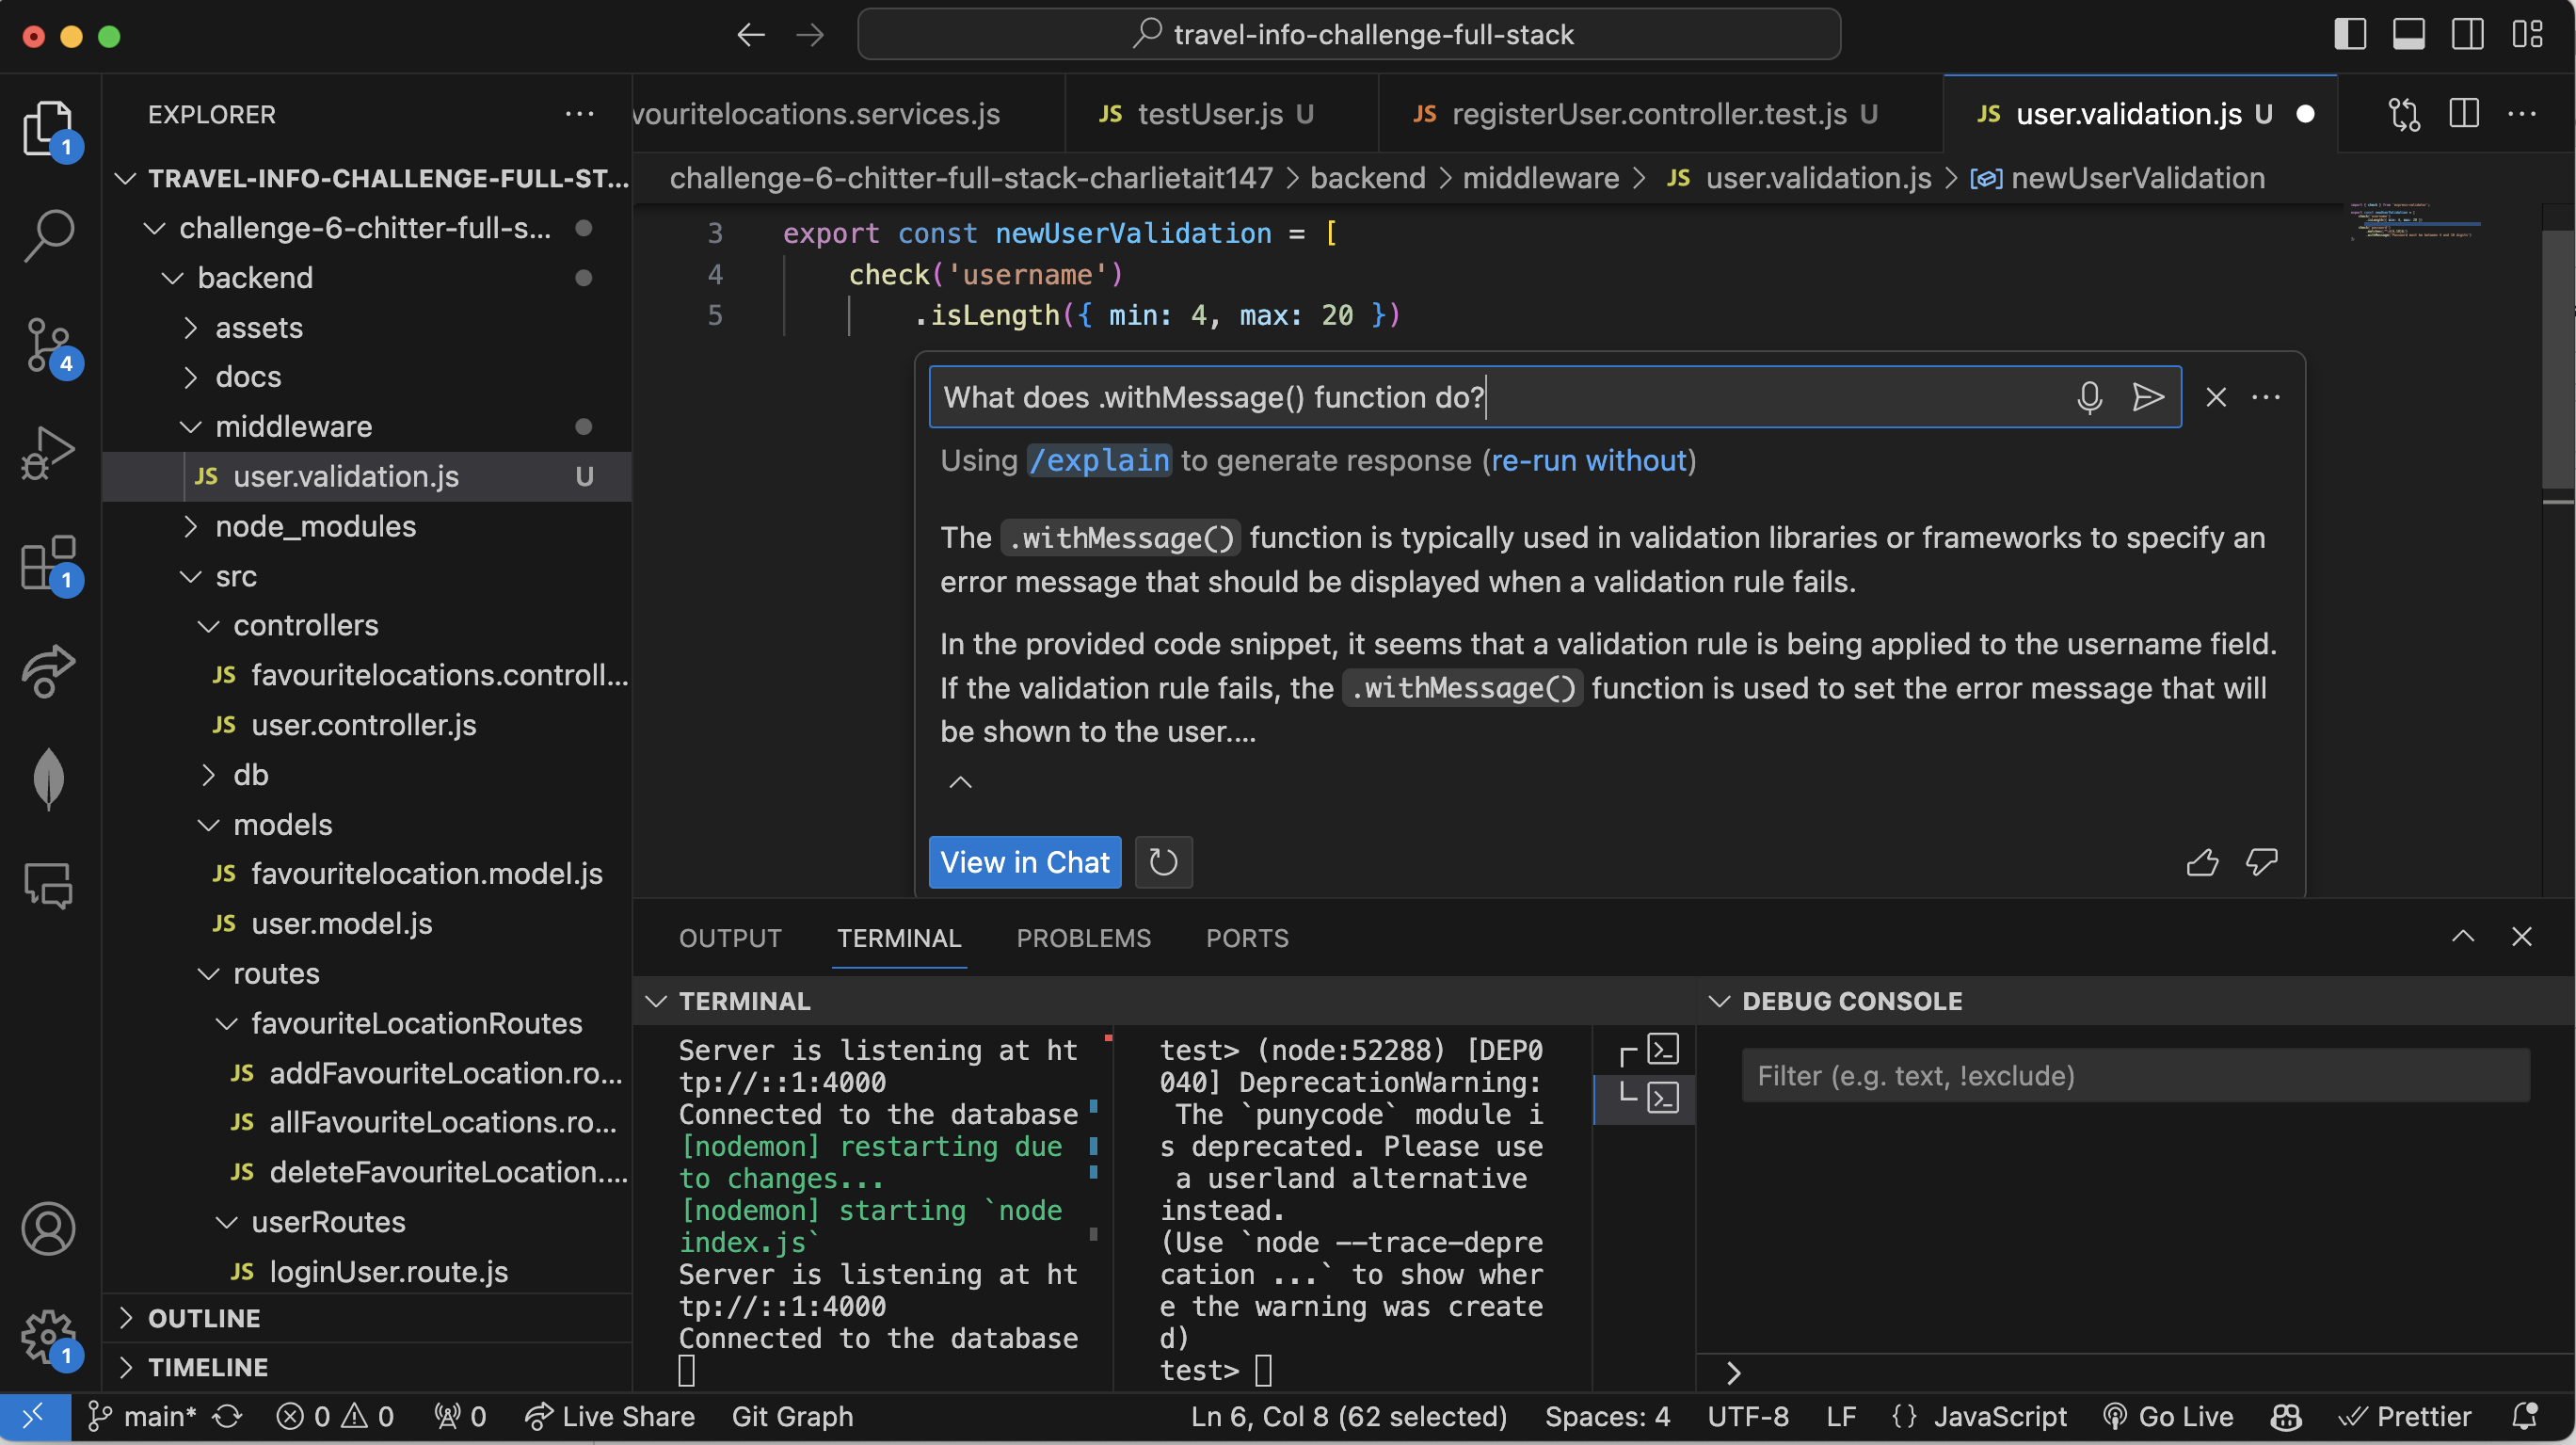 travel-info-challenge-full-stack
EXPLORER
vouritelocations.services.js
JS testUser.js U
JS registerUser.controller.test.js U
JS user.validation.js U
challenge-6-chitter-full-stack-charlietait147 > backend > middleware > JS user.validation.js > newUserValidation
1
4
1
1
TRAVEL-INFO-CHALLENGE-FULL-ST...
challenge-6-chitter-full-s...
backend
assets
docs
middleware
JS user.validation.js U
node_modules
src
controllers
JS favouritelocations.controll...
JS user.controller.js
db
models
JS favouritelocation.model.js
JS user.model.js
routes
favouriteLocationRoutes
JS addFavouriteLocation.ro...
JS allFavouriteLocations.ro...
JS deleteFavouriteLocation....
userRoutes
JS loginUser.route.js
OUTLINE
TIMELINE
3 export const newUserValidation = [
4 check('username')
5 .isLength({ min: 4, max: 20 })
What does .withMessage() function do?
Using /explain to generate response (re-run without)
The .withMessage() function is typically used in validation libraries or frameworks to specify an
error message that should be displayed when a validation rule fails.
In the provided code snippet, it seems that a validation rule is being applied to the username field.
If the validation rule fails, the .withMessage() function is used to set the error message that will
be shown to the user....
View in Chat
OUTPUT TERMINAL PROBLEMS PORTS
TERMINAL
Server is listening at ht
tp://::1:4000
Connected to the database
[nodemon] restarting due
to changes...
[nodemon] starting `node
index.js`
Server is listening at ht
tp://::1:4000
Connected to the database
test> (node:52288) [DEP0
040] DeprecationWarning:
The `punycode` module i
s deprecated. Please use
a userland alternative
instead.
(Use `node --trace-depre
cation ...` to show wher
e the warning was create
d)
test>
DEBUG CONSOLE
Filter (e.g. text, !exclude)
main* 0 0 0 Live Share Git Graph Ln 6, Col 8 (62 selected) Spaces: 4 UTF-8 LF {} JavaScript Go Live Prettier